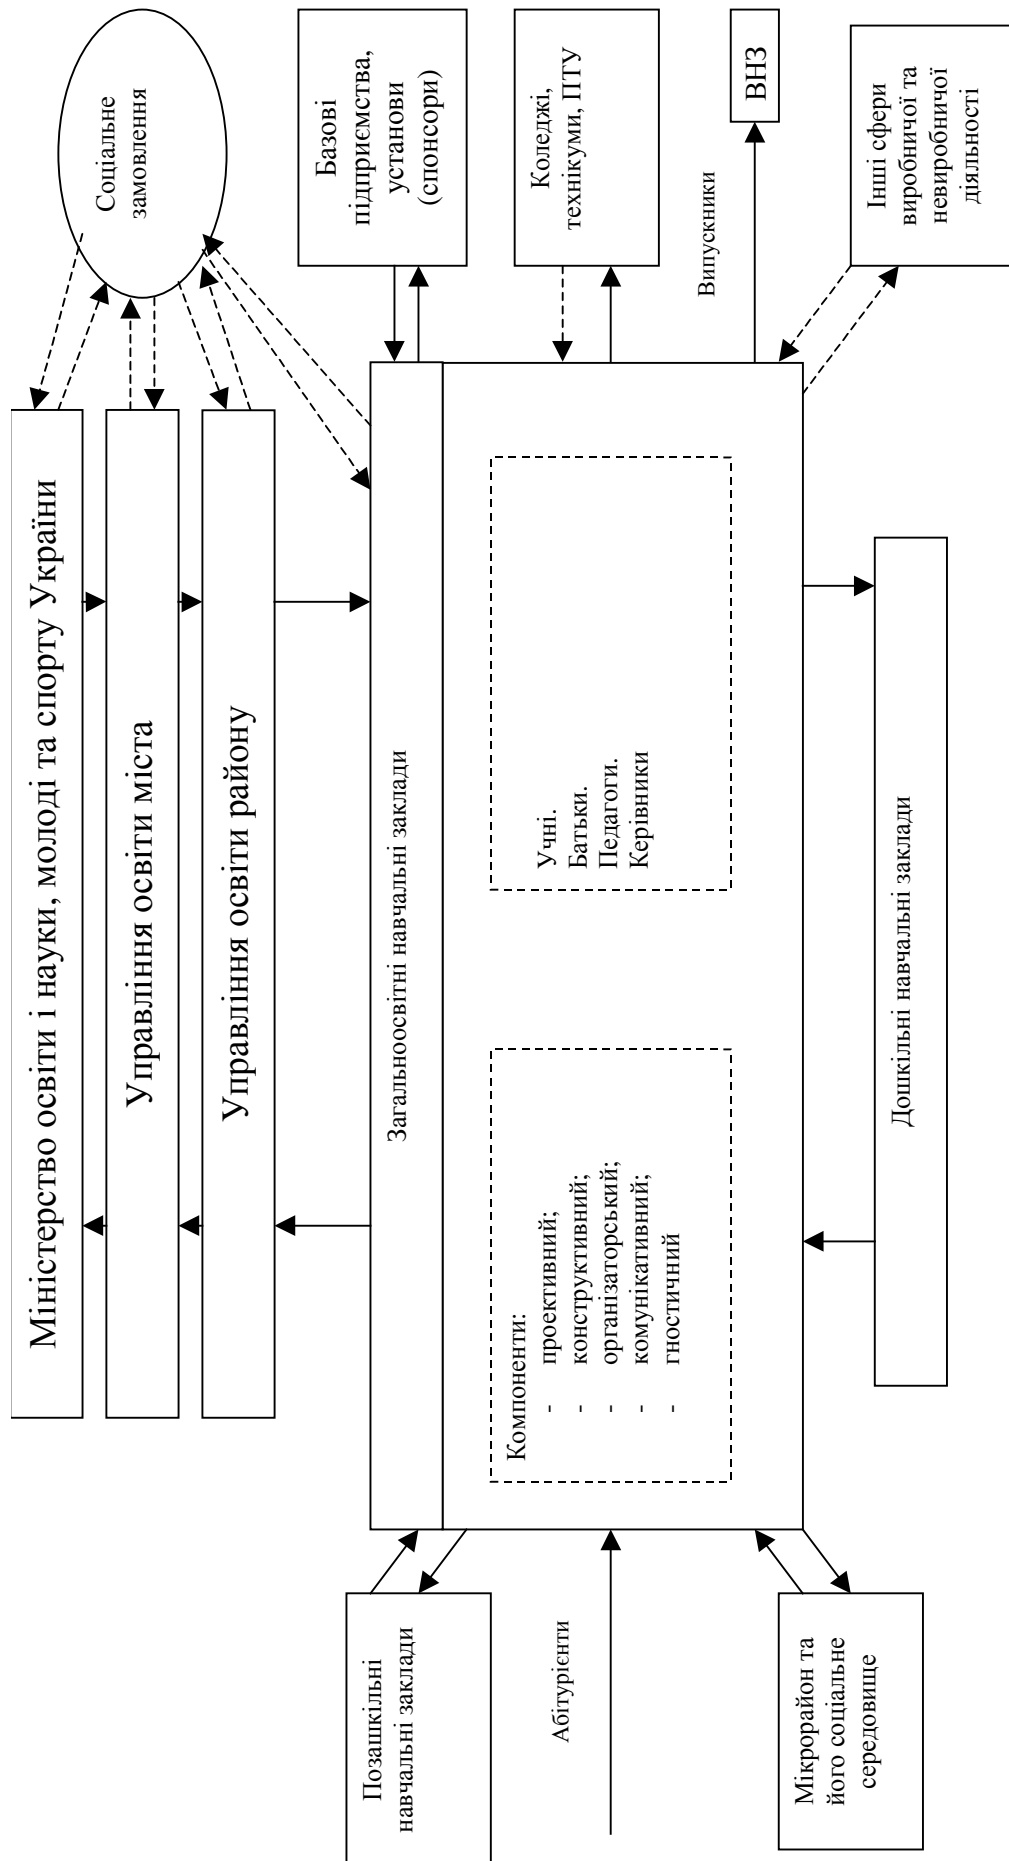 Міністерство освіти і науки, молоді та спорту України
Управління освіти міста
Управління освіти району
Соціальне
замовлення
Загальноосвітні навчальні заклади
Базові
підприємства,
установи
(спонсори)
Коледжі,
технікуми, ПТУ
Випускники
ВНЗ
Інші сфери
виробничої та
невиробничої
діяльності
Позашкільні
навчальні заклади
Абітурієнти
Мікрорайон та
його соціальне
середовище
Компоненти:
- проективний;
- конструктивний;
- організаторський;
- комунікативний;
- гностичний
Учні.
Батьки.
Педагоги.
Керівники
Дошкільні навчальні заклади